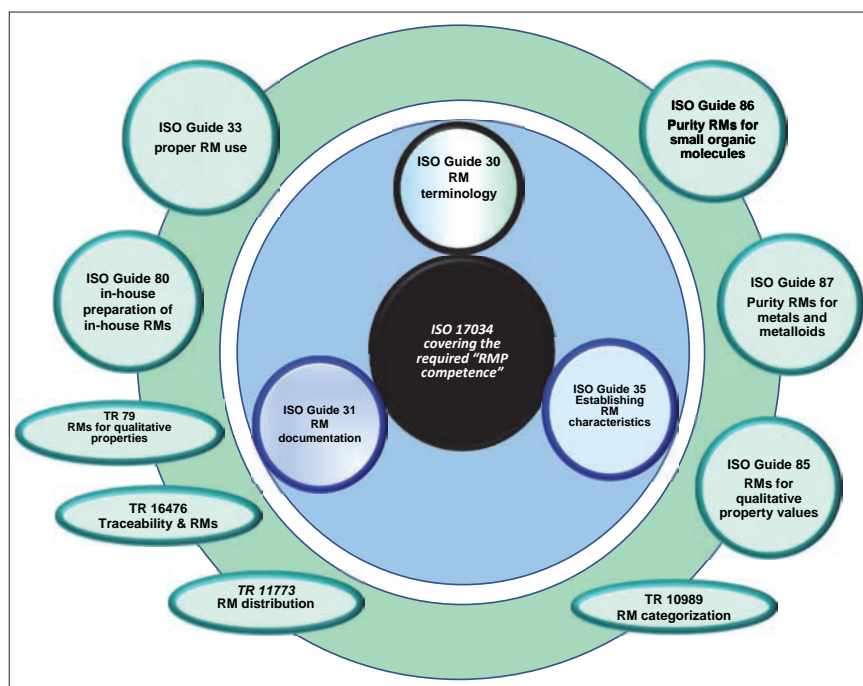 ISO Guide 33
proper RM use
ISO Guide 86
Purity RMs for
small organic
molecules
ISO Guide 30
RM
terminology
ISO Guide 80
in-house
preparation of
in-house RMs
ISO Guide 87
Purity RMs for
metals and
metalloids
ISO 17034
covering the
required “RMP
competence”
ISO Guide 31
RM
documentation
ISO Guide 35
Establishing
RM
characteristics
TR 79
RMs for qualitative
properties
ISO Guide 85
RMs for
qualitative
property values
TR 16476
Traceability & RMs
TR 11773
RM distribution
TR 10989
RM categorization